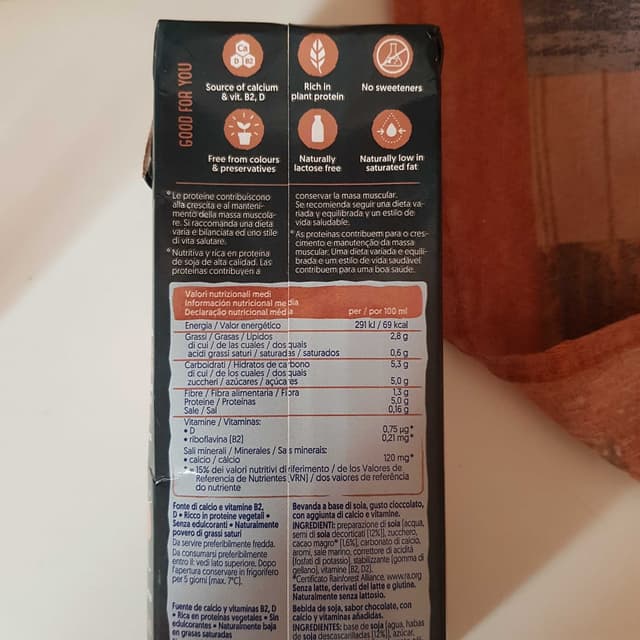 GOOD FOR YOU
Ca
D B2
Source of calcium
& vit. B2, D
Rich in
plant protein
No sweeteners
Free from colours
& preservatives
Naturally
lactose free
Naturally low in
saturated fat
*Le proteine contribuiscono
alla crescita e al manteni-
mento della massa muscola-
re. Si raccomanda una dieta
varia e bilanciata ed uno stile
di vita salutare.
*Nutritiva y rica en proteína
de soja de alta calidad. Las
proteínas contribuyen a
conservar la masa muscular.
Se recomienda seguir una dieta va-
riada y equilibrada y un estilo de
vida saludable.
*As proteínas contribuem para o cres-
cimento e manutenção da massa
muscular. Uma dieta variada e equili-
brada e um estilo de vida saudável
contribuem para uma boa saúde.
Valori nutrizionali medi
Información nutricional media
Declaração nutricional média per / por 100 ml
Energia / Valor energético 291 kJ / 69 kcal
Grassi / Grasas / Lípidos 2,8 g
di cui / de las cuales / dos quais
acidi grassi saturi / saturadas / saturados 0,6 g
Carboidrati / Hidratos de carbono 5,3 g
di cui / de los cuales / dos quais
zuccheri / azúcares / açúcares 5,0 g
Fibre / Fibra alimentaria / Fibra 1,3 g
Proteine / Proteínas 5,0 g
Sale / Sal 0,16 g
Vitamine / Vitaminas:
• D 0,75 µg*
• riboflavina (B2) 0,21 mg*
Sali minerali / Minerales / Sais minerais:
• calcio / cálcio 120 mg*
*=15% dei valori nutritivi di riferimento / de los Valores de
Referencia de Nutrientes (VRN) / dos valores de referência
do nutriente
Fonte di calcio e vitamine B2,
D • Ricco in proteine vegetali •
Senza edulcoranti • Naturalmente
povero di grassi saturi
Da servire preferibilmente fredda.
Da consumarsi preferibilmente
entro il: vedi lato superiore. Dopo
l'apertura conservare in frigorifero
per 5 giorni (max. 7°C).
Fuente de calcio y vitaminas B2, D
• Rica en proteínas vegetales • Sin
edulcorantes • Naturalmente baja
en grasas saturadas
Bevanda a base di soia, gusto cioccolato,
con aggiunta di calcio e vitamine.
INGREDIENTI: preparazione di soia (acqua,
semi di soia decorticati (12%)), zucchero,
cacao magro* (1,6%), carbonato di calcio,
aromi, sale marino, correttore di acidità
(fosfati di potassio), stabilizzante (gomma di
gellano), vitamine (B2, D2).
*Certificato Rainforest Alliance, www.ra.org
Senza latte, derivati del latte e glutine.
Naturalmente senza lattosio.
Bebida de soja, sabor chocolate, con
calcio y vitaminas añadidas.
INGREDIENTES: base de soja (agua, habas
de soja descascarilladas (12%)), azúcar,